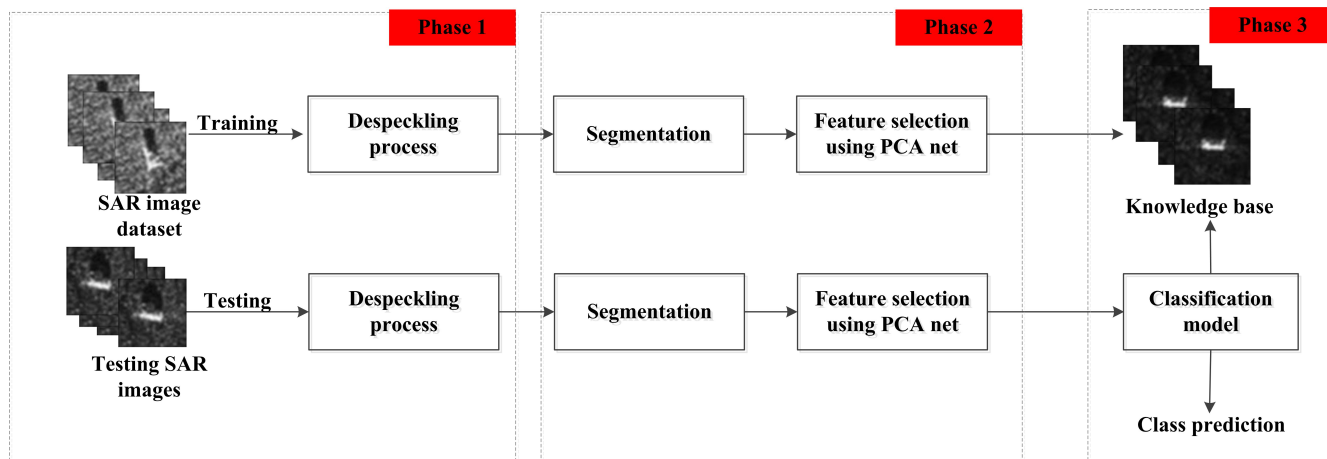 Phase 1
Phase 2
Phase 3
Training
Despeckling
process
Segmentation
Feature selection
using PCA net
SAR image
dataset
Knowledge base
Testing
Despeckling
process
Segmentation
Feature selection
using PCA net
Classification
model
Testing SAR
images
Class prediction